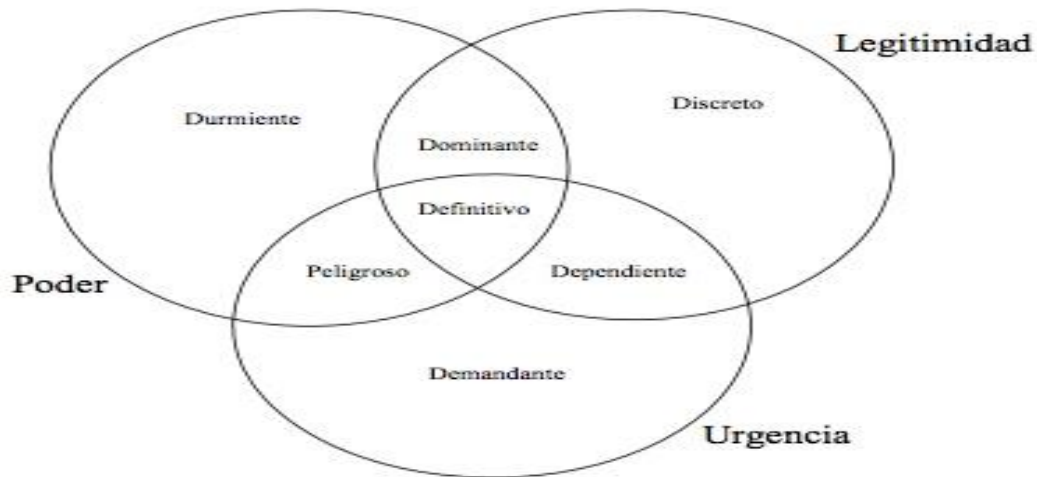 Legitimidad
Discreto
Durmiente
Dominante
Definitivo
Peligroso
Dependiente
Poder
Demandante
Urgencia